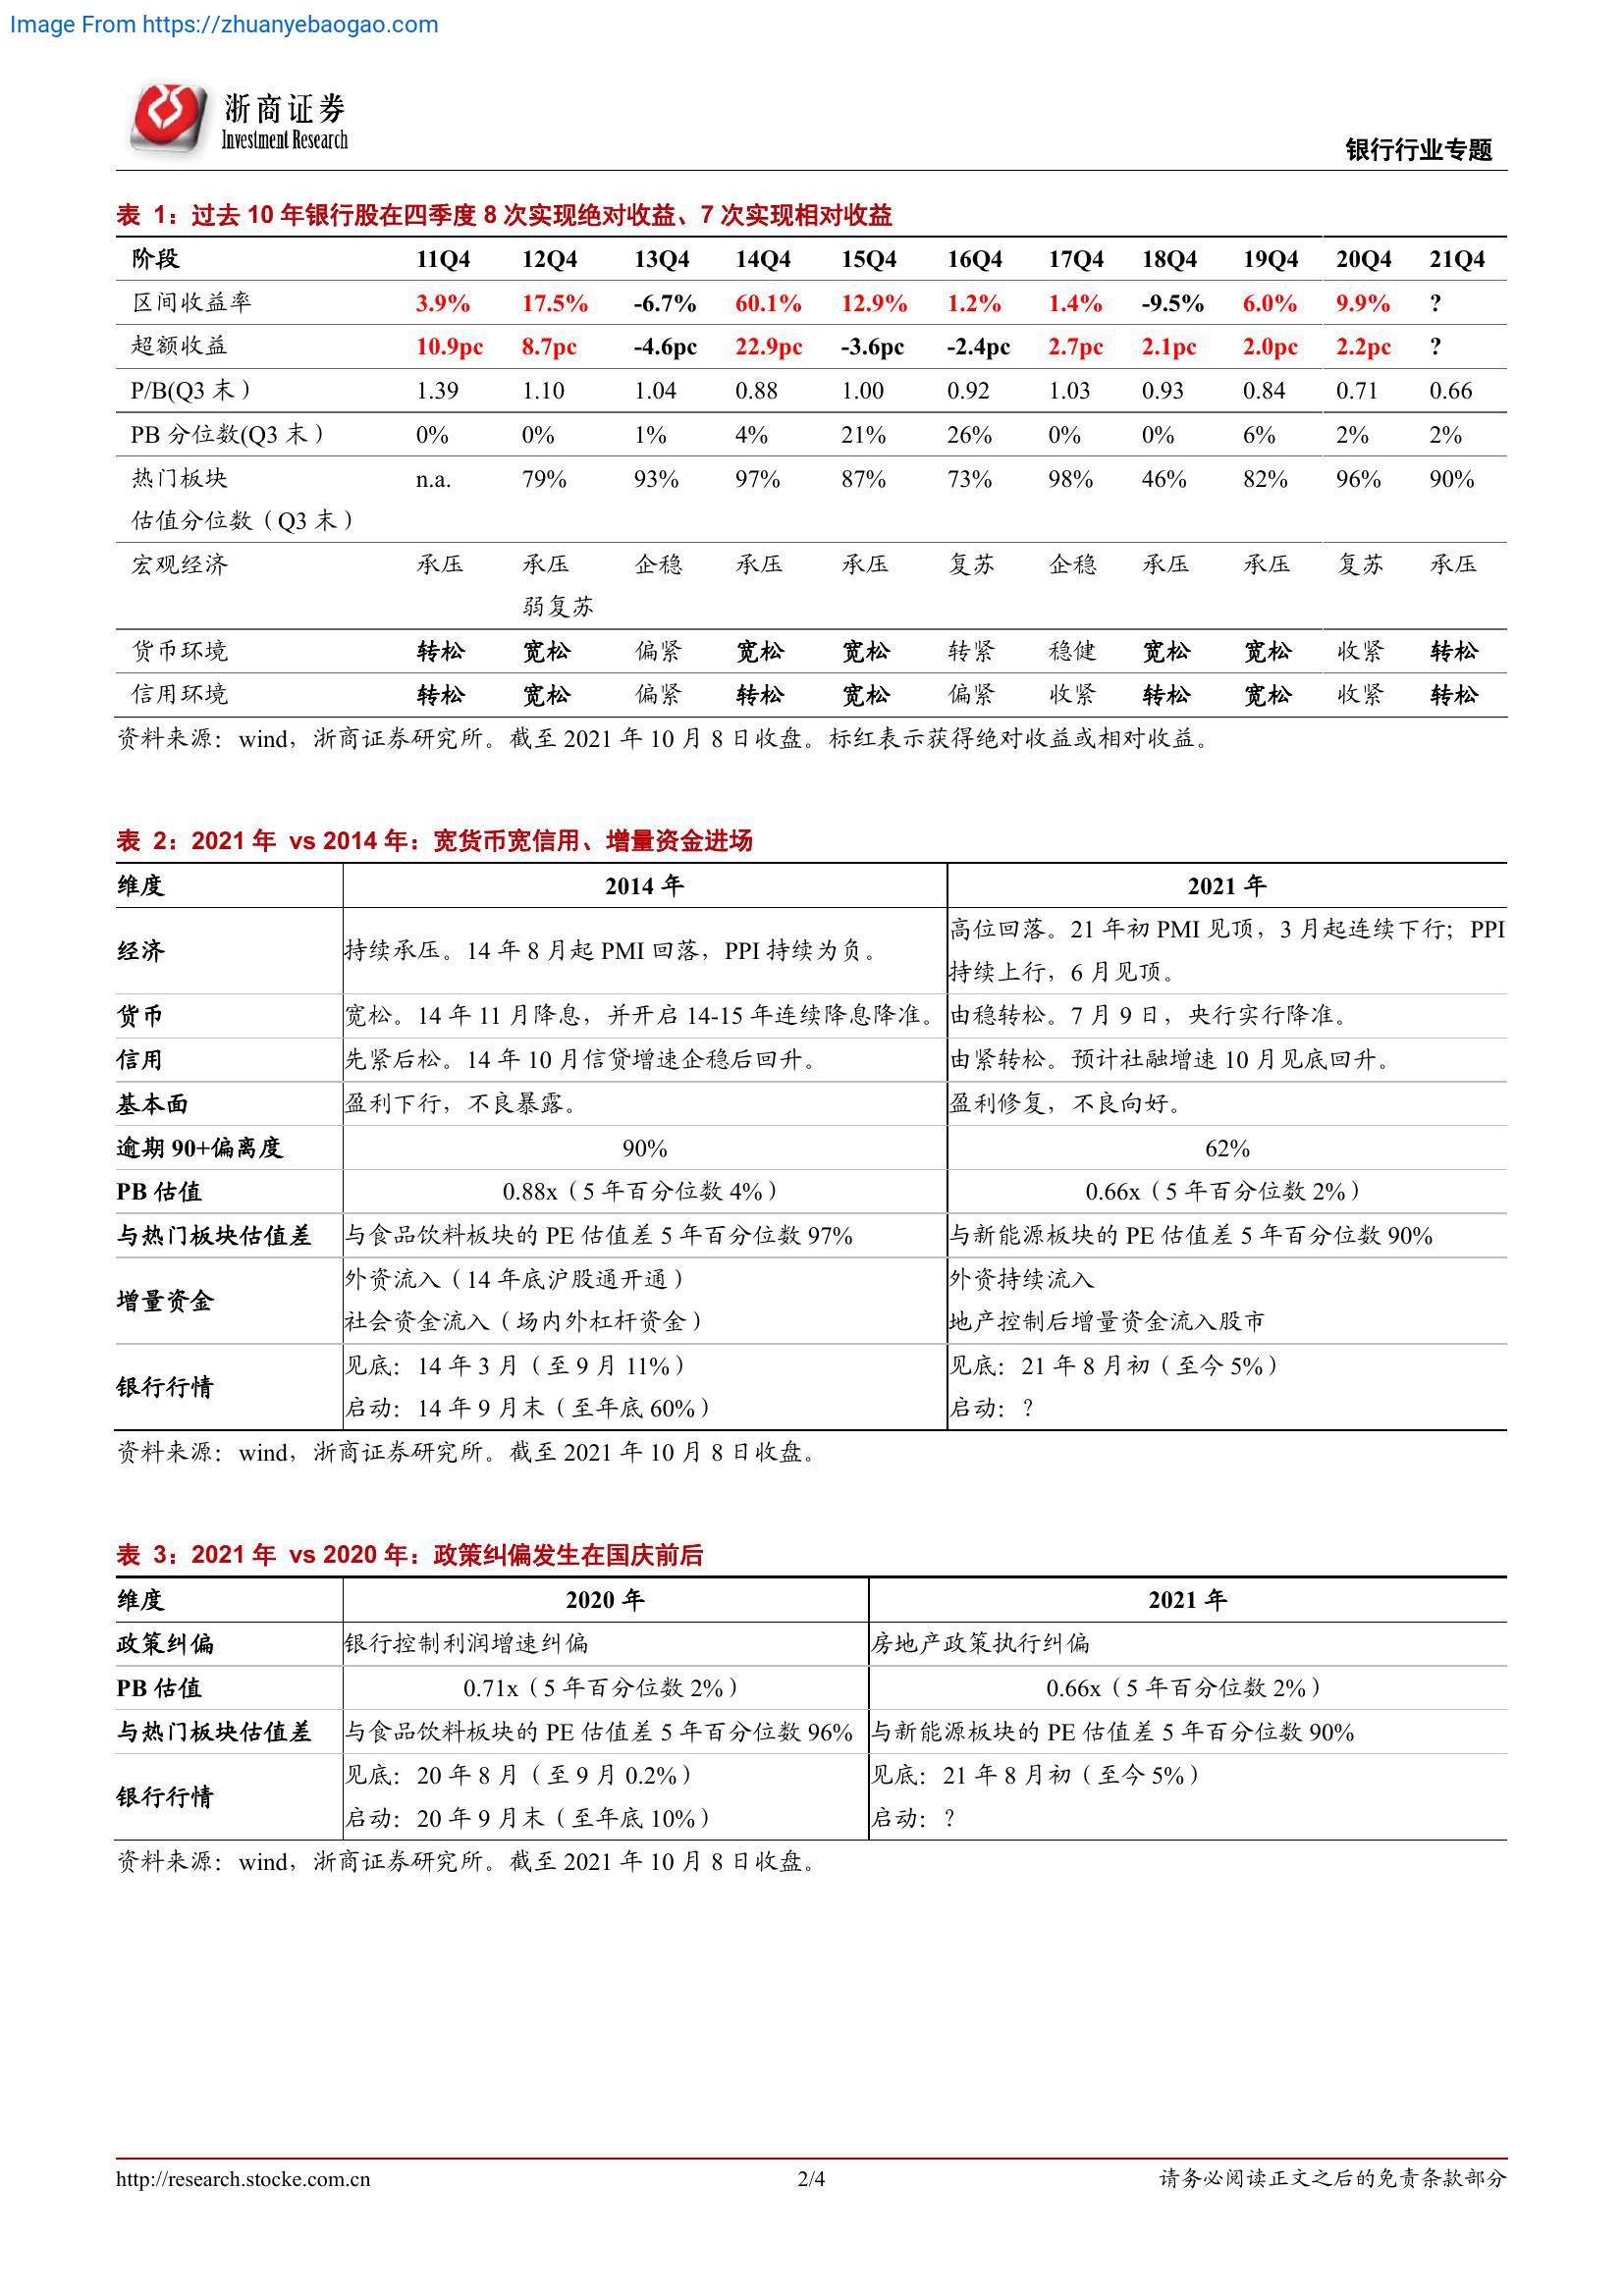 Image From https://zhuanyebaogao.com
浙商证券
Investment Research
银行行业专题
表 1：过去 10 年银行股在四季度 8 次实现绝对收益、7 次实现相对收益
阶段 11Q4 12Q4 13Q4 14Q4 15Q4 16Q4 17Q4 18Q4 19Q4 20Q4 21Q4
区间收益率 3.9% 17.5% -6.7% 60.1% 12.9% 1.2% 1.4% -9.5% 6.0% 9.9% ?
超额收益 10.9pc 8.7pc -4.6pc 22.9pc -3.6pc -2.4pc 2.7pc 2.1pc 2.0pc 2.2pc ?
P/B(Q3 末） 1.39 1.10 1.04 0.88 1.00 0.92 1.03 0.93 0.84 0.71 0.66
PB 分位数(Q3 末） 0% 0% 1% 4% 21% 26% 0% 0% 6% 2% 2%
热门板块 n.a. 79% 93% 97% 87% 73% 98% 46% 82% 96% 90%
估值分位数（Q3 末）
宏观经济 承压 承压 企稳 承压 承压 复苏 企稳 承压 承压 复苏 承压
弱复苏
货币环境 转松 宽松 偏紧 宽松 宽松 转紧 稳健 宽松 宽松 收紧 转松
信用环境 转松 宽松 偏紧 转松 宽松 偏紧 收紧 转松 宽松 收紧 转松
资料来源：wind，浙商证券研究所。截至 2021 年 10 月 8 日收盘。标红表示获得绝对收益或相对收益。
表 2：2021 年 vs 2014 年：宽货币宽信用、增量资金进场
维度 2014 年 2021 年
经济 持续承压。14 年 8 月起 PMI 回落，PPI 持续为负。 高位回落。21 年初 PMI 见顶，3 月起连续下行；PPI
持续上行，6 月见顶。
货币 宽松。14 年 11 月降息，并开启 14-15 年连续降息降准。 由稳转松。7 月 9 日，央行实行降准。
信用 先紧后松。14 年 10 月信贷增速企稳后回升。 由紧转松。预计社融增速 10 月见底回升。
基本面 盈利下行，不良暴露。 盈利修复，不良向好。
逾期 90+偏离度 90% 62%
PB 估值 0.88x（5 年百分位数 4%） 0.66x（5 年百分位数 2%）
与热门板块估值差 与食品饮料板块的 PE 估值差 5 年百分位数 97% 与新能源板块的 PE 估值差 5 年百分位数 90%
增量资金 外资流入（14 年底沪股通开通） 外资持续流入
社会资金流入（场内外杠杆资金） 地产控制后增量资金流入股市
银行行情 见底：14 年 3 月（至 9 月 11%） 见底：21 年 8 月初（至今 5%）
启动：14 年 9 月末（至年底 60%） 启动：？
资料来源：wind，浙商证券研究所。截至 2021 年 10 月 8 日收盘。
表 3：2021 年 vs 2020 年：政策纠偏发生在国庆前后
维度 2020 年 2021 年
政策纠偏 银行控制利润增速纠偏 房地产政策执行纠偏
PB 估值 0.71x（5 年百分位数 2%） 0.66x（5 年百分位数 2%）
与热门板块估值差 与食品饮料板块的 PE 估值差 5 年百分位数 96% 与新能源板块的 PE 估值差 5 年百分位数 90%
银行行情 见底：20 年 8 月（至 9 月 0.2%） 见底：21 年 8 月初（至今 5%）
启动：20 年 9 月末（至年底 10%） 启动：？
资料来源：wind，浙商证券研究所。截至 2021 年 10 月 8 日收盘。
http://research.stocke.com.cn 2/4 请务必阅读正文之后的免责条款部分